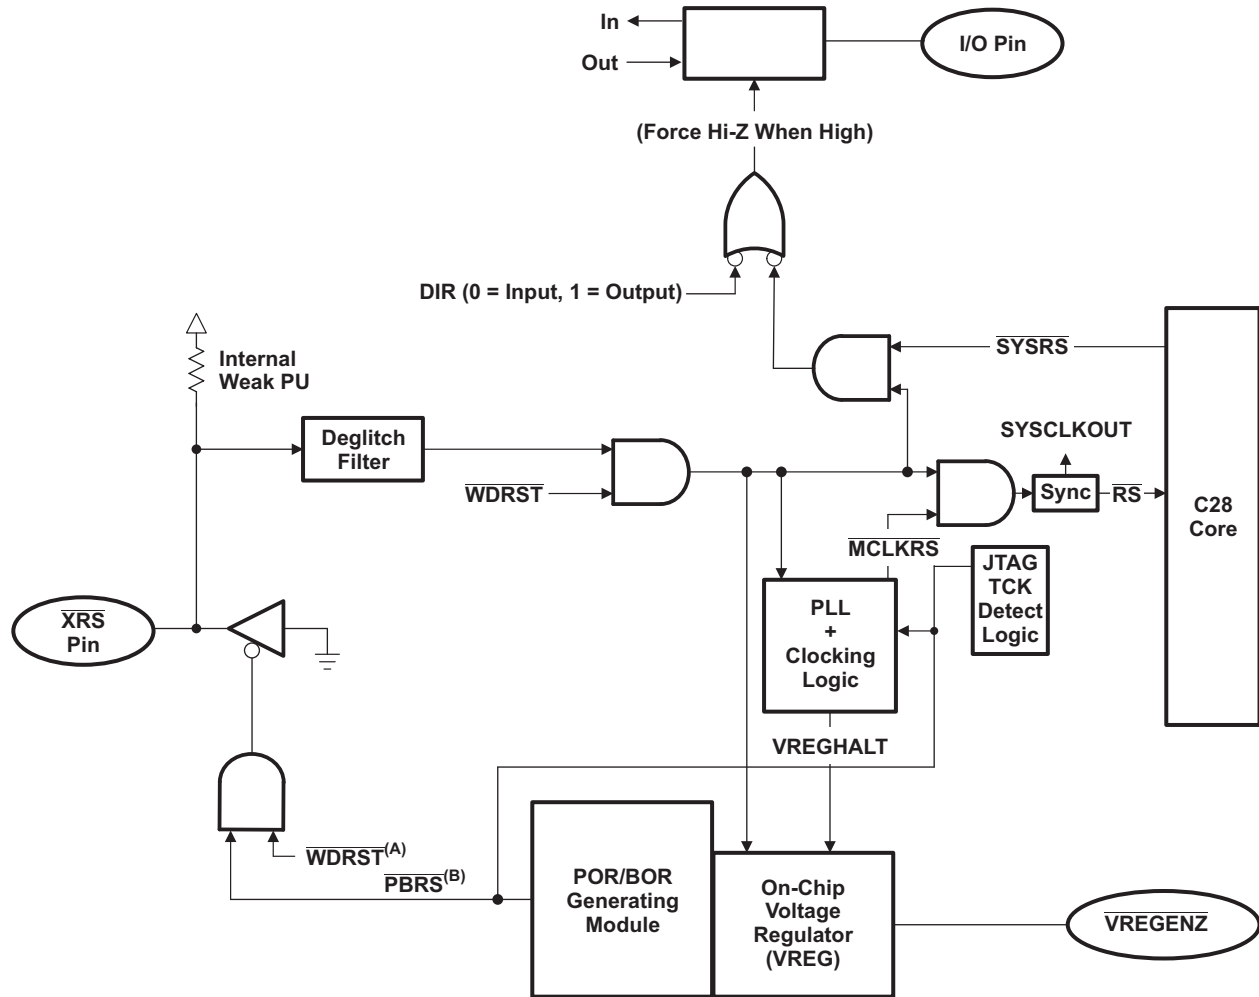 In
Out
I/O Pin
(Force Hi-Z When High)
DIR (0 = Input, 1 = Output)
Internal
Weak PU
SYSRS
Deglitch
Filter
WDRST
SYSCLKOUT
Sync
RS
C28
Core
MCLKRS
JTAG
TCK
Detect
Logic
PLL
+
Clocking
Logic
XRS
Pin
VREGHALT
WDRST(A)
PBRS(B)
POR/BOR
Generating
Module
On-Chip
Voltage
Regulator
(VREG)
VREGENZ